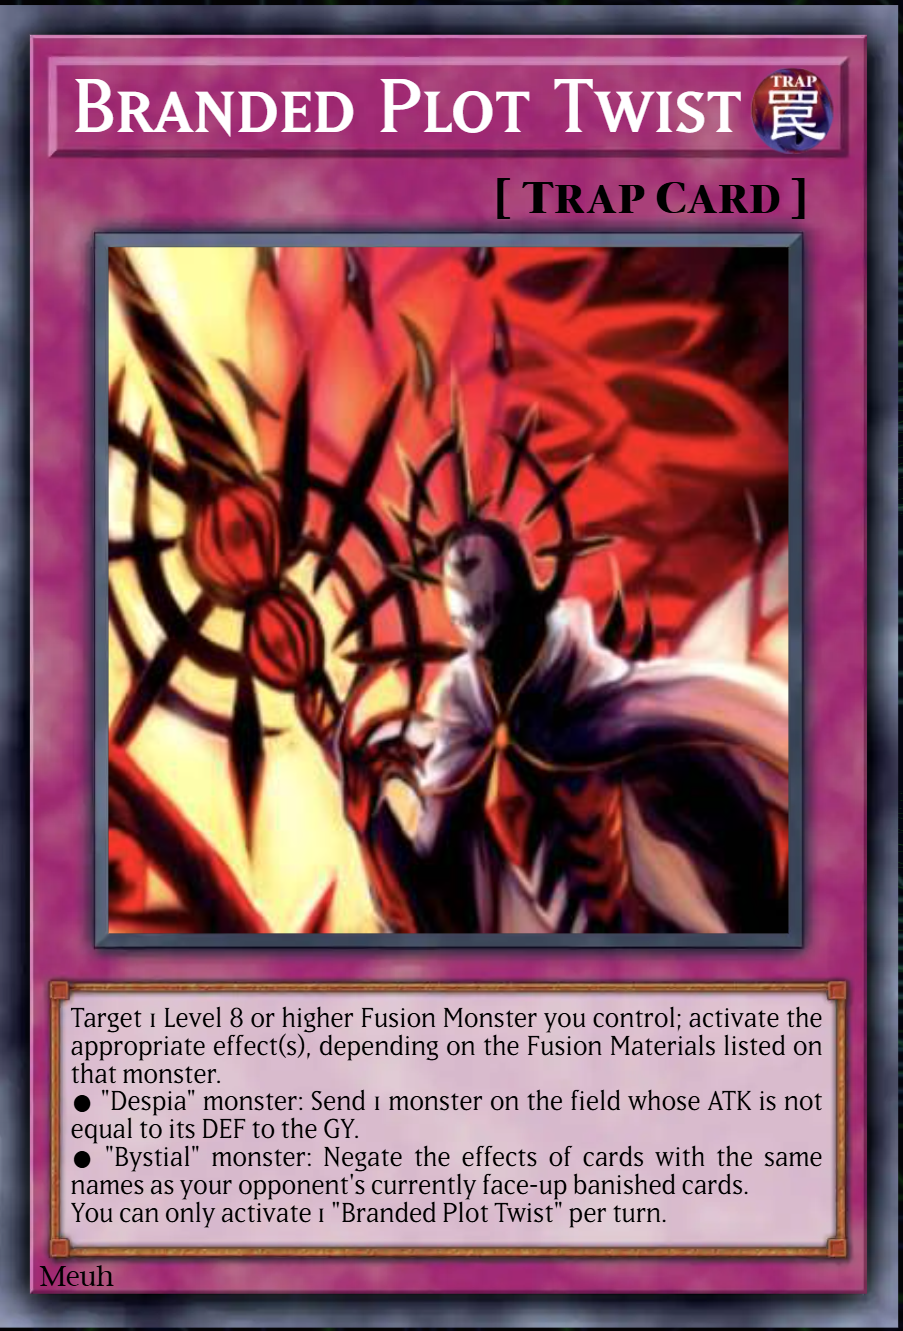 Branded Plot Twist
TRAP
罠
[ Trap Card ]
Target 1 Level 8 or higher Fusion Monster you control; activate the
appropriate effect(s), depending on the Fusion Materials listed on
that monster.
● "Despia" monster: Send 1 monster on the field whose ATK is not
equal to its DEF to the GY.
● "Bystial" monster: Negate the effects of cards with the same
names as your opponent's currently face-up banished cards.
You can only activate 1 "Branded Plot Twist" per turn.
Meuh